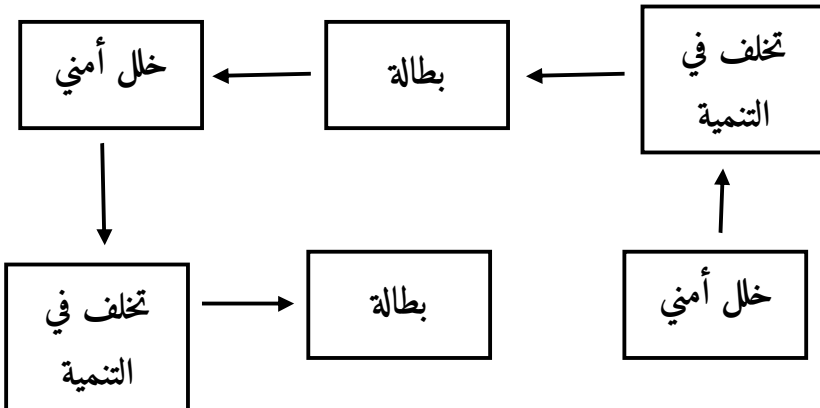 تخلف في
التنمية
بطالة
خلل أمني
خلل أمني
بطالة
تخلف في
التنمية